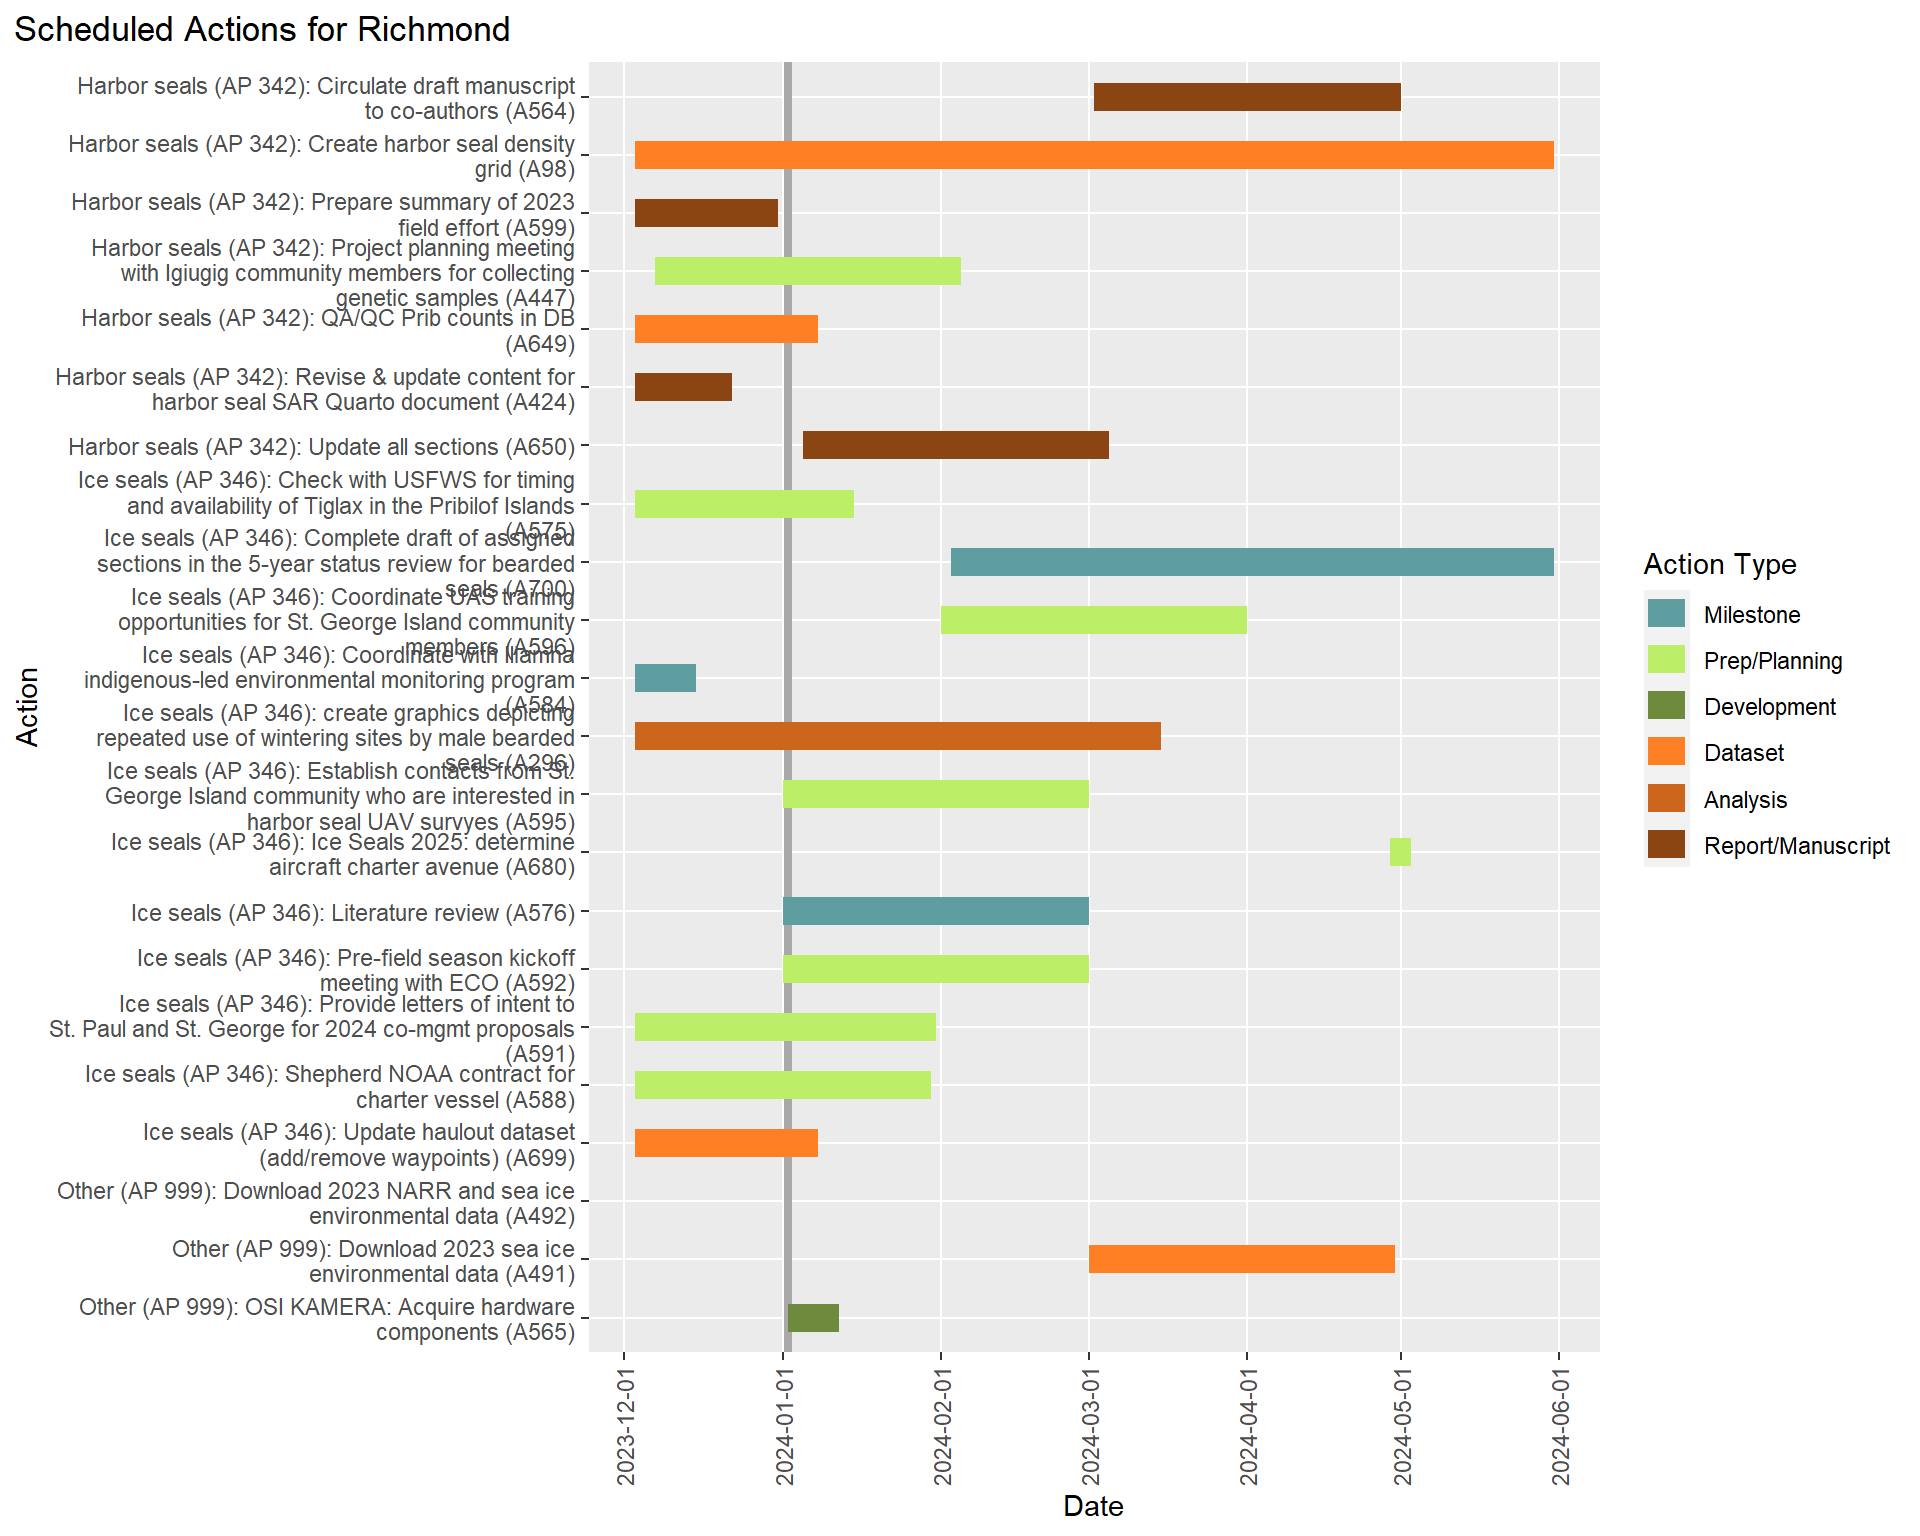 Scheduled Actions for Richmond
Harbor seals (AP 342): Circulate draft manuscript
to co-authors (A564)
Harbor seals (AP 342): Create harbor seal density
grid (A98)
Harbor seals (AP 342): Prepare summary of 2023
field effort (A599)
Harbor seals (AP 342): Project planning meeting
with Igiugig community members for collecting
genetic samples (A447)
Harbor seals (AP 342): QA/QC Prib counts in DB
(A649)
Harbor seals (AP 342): Revise & update content for
harbor seal SAR Quarto document (A424)
Harbor seals (AP 342): Update all sections (A650)
Ice seals (AP 346): Check with USFWS for timing
and availability of Tiglax in the Pribilof Islands
(A575)
Ice seals (AP 346): Complete draft of assigned
sections in the 5-year status review for bearded
seals (A700)
Ice seals (AP 346): Coordinate UAS training
opportunities for St. George Island community
members (A596)
Ice seals (AP 346): Coordinate with Iliamna
indigenous-led environmental monitoring program
(A584)
Ice seals (AP 346): create graphics depicting
repeated use of wintering sites by male bearded
seals (A296)
Ice seals (AP 346): Establish contacts from St.
George Island community who are interested in
harbor seal UAV survyes (A595)
Ice seals (AP 346): Ice Seals 2025: determine
aircraft charter avenue (A680)
Ice seals (AP 346): Literature review (A576)
Ice seals (AP 346): Pre-field season kickoff
meeting with ECO (A592)
Ice seals (AP 346): Provide letters of intent to
St. Paul and St. George for 2024 co-mgmt proposals
(A591)
Ice seals (AP 346): Shepherd NOAA contract for
charter vessel (A588)
Ice seals (AP 346): Update haulout dataset
(add/remove waypoints) (A699)
Other (AP 999): Download 2023 NARR and sea ice
environmental data (A492)
Other (AP 999): Download 2023 sea ice
environmental data (A491)
Other (AP 999): OSI KAMERA: Acquire hardware
components (A565)
Action
2023-12-01
2024-01-01
2024-02-01
2024-03-01
2024-04-01
2024-05-01
2024-06-01
Date
Action Type
Milestone
Prep/Planning
Development
Dataset
Analysis
Report/Manuscript